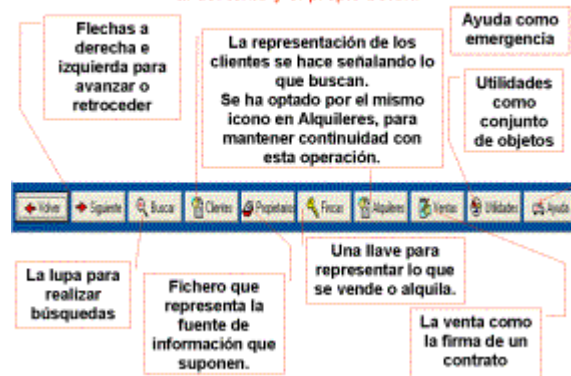 Flechas a
derecha e
izquierda para
avanzar o
retroceder
La representación de los
clientes se hace señalando lo
que buscan.
Se ha optado por el mismo
icono en Alquileres, para
mantener continuidad con
esta operación.
Ayuda como
emergencia
Utilidades
como
conjunto
de objetos
Volver Siguiente Buscar Clientes Propietarios Fincas Alquileres Ventas Utilidades Ayuda
La lupa para
realizar
búsquedas
Fichero que
representa la
fuente de
información que
suponen.
Una llave para
representar lo que
se vende o alquila.
La venta como
la firma de un
contrato